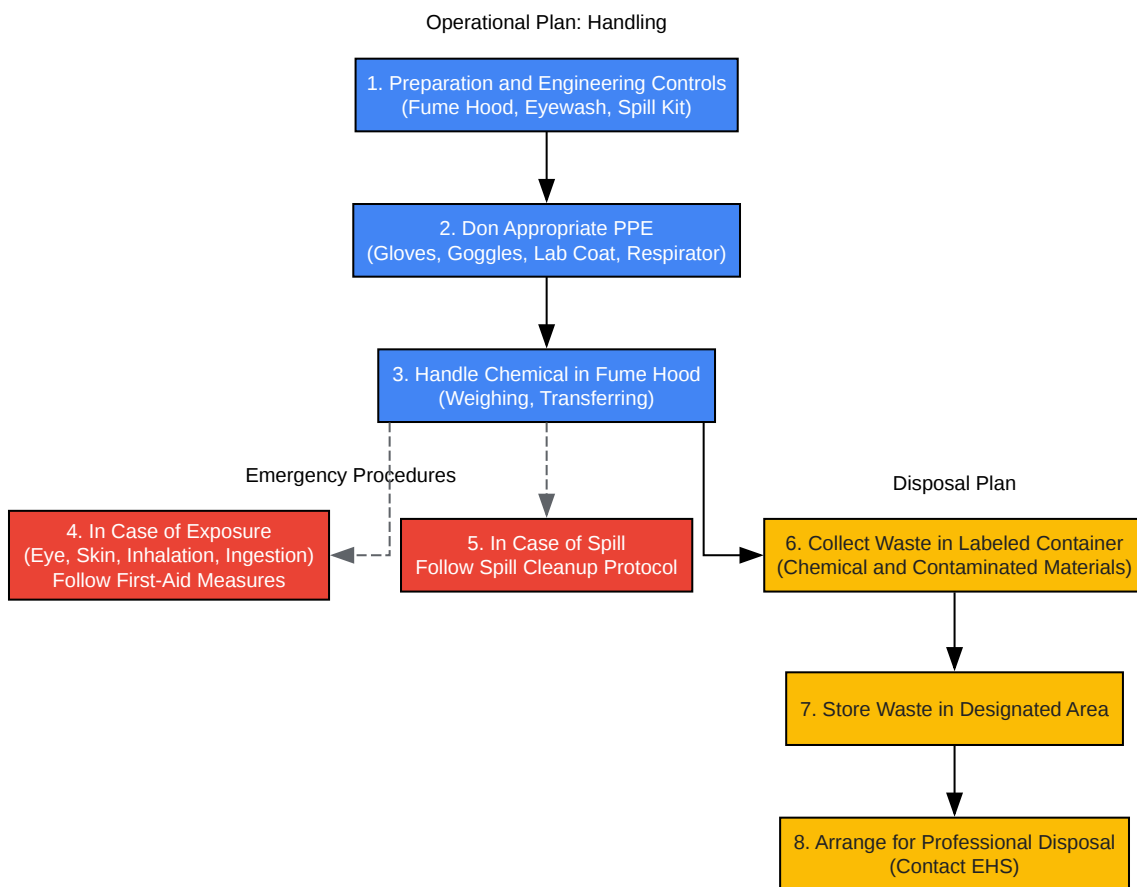 Operational Plan: Handling
1. Preparation and Engineering Controls
(Fume Hood, Eyewash, Spill Kit)
2. Don Appropriate PPE
(Gloves, Goggles, Lab Coat, Respirator)
3. Handle Chemical in Fume Hood
(Weighing, Transferring)
Emergency Procedures
4. In Case of Exposure
(Eye, Skin, Inhalation, Ingestion)
Follow First-Aid Measures
5. In Case of Spill
Follow Spill Cleanup Protocol
Disposal Plan
6. Collect Waste in Labeled Container
(Chemical and Contaminated Materials)
7. Store Waste in Designated Area
8. Arrange for Professional Disposal
(Contact EHS)